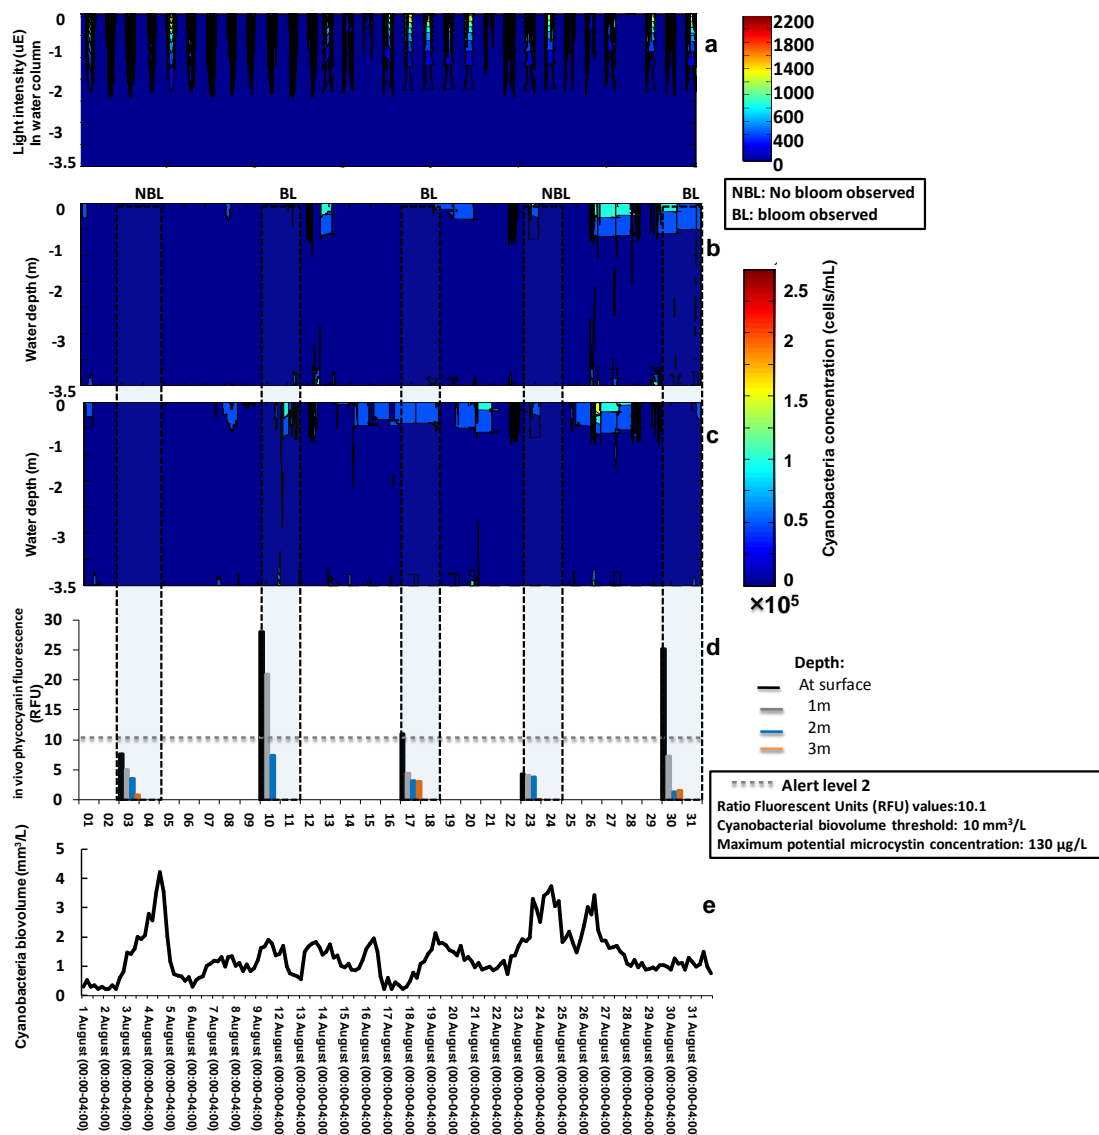 Light intensity (uE)
In water column
0
-1
-2
-3
-3.5
a
2200
1800
1400
1000
600
400
0
NBL
BL
BL
NBL
BL
NBL: No bloom observed
BL: bloom observed
Water depth (m)
0
-1
-2
-3
-3.5
b
Water depth (m)
0
-1
-2
-3
-3.5
c
2.5
2
1.5
1
0.5
0
×10⁵
Cyanobacteria concentration (cells/mL)
in vivo phycocyanin fluorescence
(RFU)
30
25
20
15
10
5
0
d
01 02 03 04 05 06 07 08 09 10 11 12 13 14 15 16 17 18 19 20 21 22 23 24 25 26 27 28 29 30 31
Depth:
At surface
1m
2m
3m
Alert level 2
Ratio Fluorescent Units (RFU) values:10.1
Cyanobacterial biovolume threshold: 10 mm³/L
Maximum potential microcystin concentration: 130 µg/L
Cyanobacteria biovolume (mm³/L)
5
4
3
2
1
0
e
1 August (00:00-04:00)
2 August (00:00-04:00)
3 August (00:00-04:00)
4 August (00:00-04:00)
5 August (00:00-04:00)
6 August (00:00-04:00)
7 August (00:00-04:00)
8 August (00:00-04:00)
9 August (00:00-04:00)
10 August (00:00-04:00)
11 August (00:00-04:00)
12 August (00:00-04:00)
13 August (00:00-04:00)
14 August (00:00-04:00)
15 August (00:00-04:00)
16 August (00:00-04:00)
17 August (00:00-04:00)
18 August (00:00-04:00)
19 August (00:00-04:00)
20 August (00:00-04:00)
21 August (00:00-04:00)
22 August (00:00-04:00)
23 August (00:00-04:00)
24 August (00:00-04:00)
25 August (00:00-04:00)
26 August (00:00-04:00)
27 August (00:00-04:00)
28 August (00:00-04:00)
29 August (00:00-04:00)
30 August (00:00-04:00)
31 August (00:00-04:00)